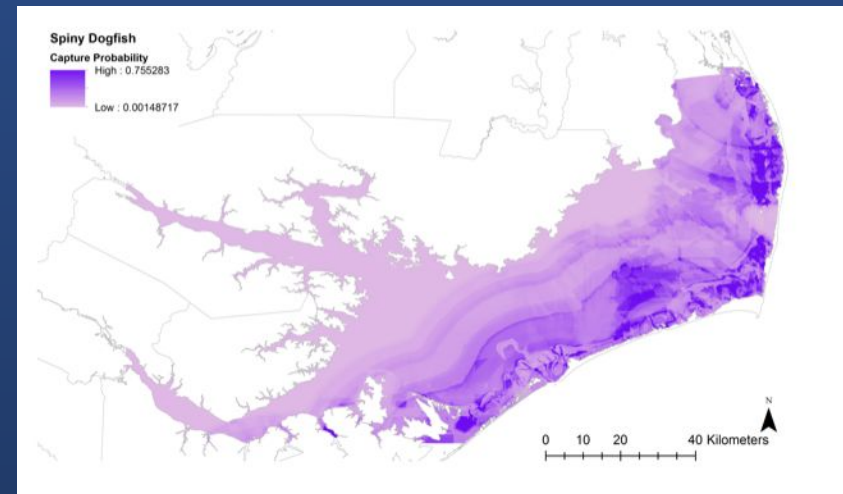 Spiny Dogfish
Capture Probability
High : 0.755283
Low : 0.00148717
N
0 10 20 40 Kilometers